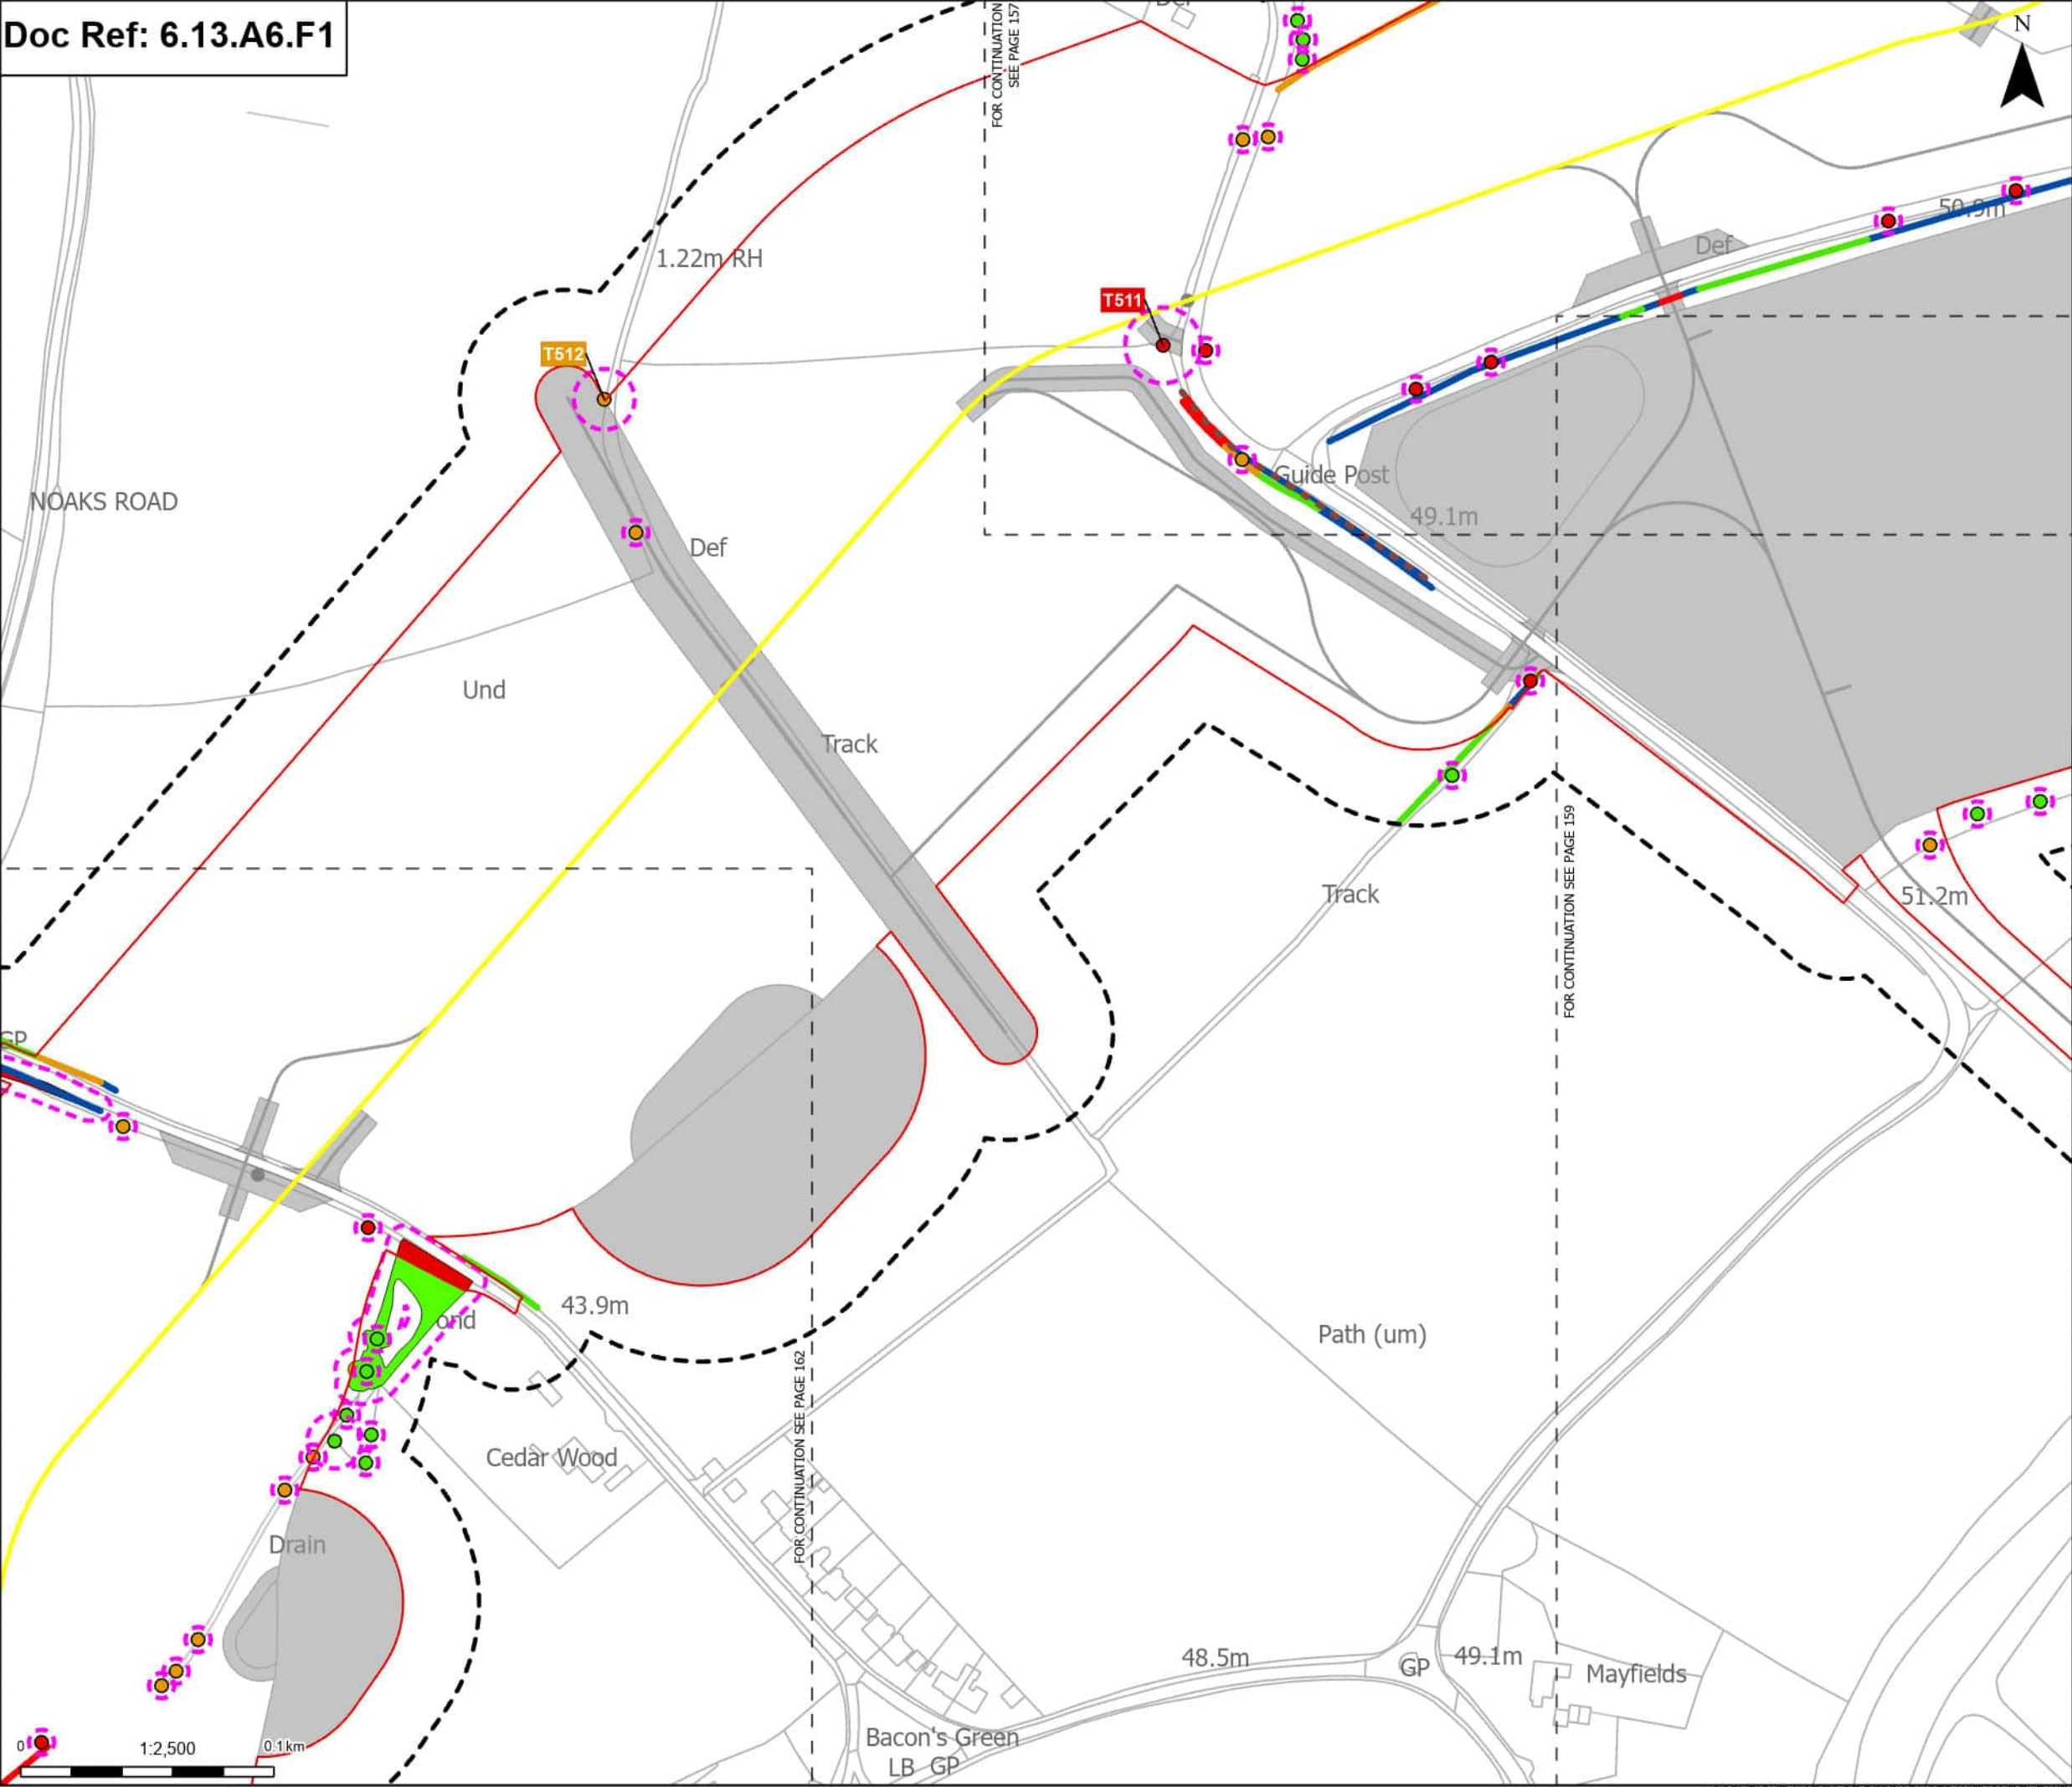 Doc Ref: 6.13.A6.F1
Def
FOR CONTINUATION
SEE PAGE 157
N
50.9m
Def
1.22m RH
T511
T512
NOAKS ROAD
Guide Post
49.1m
Def
Und
Track
Track
51.2m
FOR CONTINUATION SEE PAGE 159
GP
43.9m
ond
Path (um)
FOR CONTINUATION SEE PAGE 162
Cedar Wood
Drain
48.5m
GP
49.1m
Mayfields
Bacon's Green
LB GP
0 1:2,500 0.1km